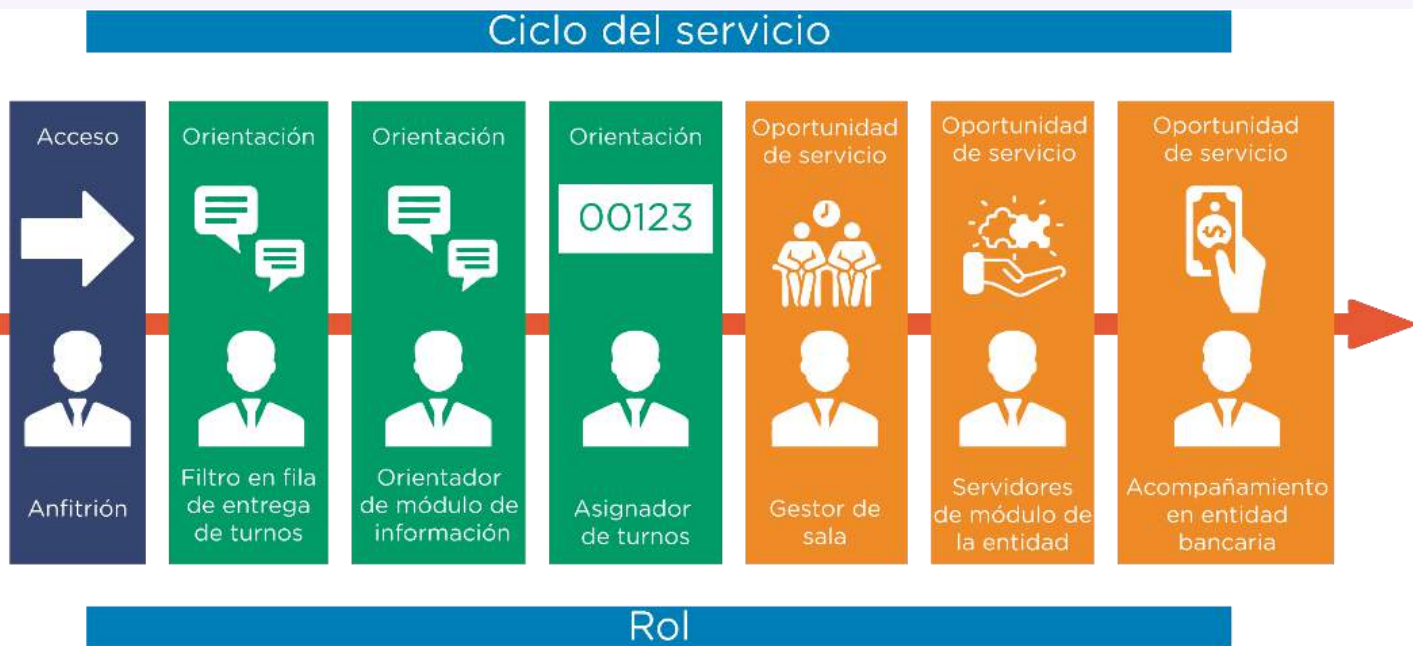 Ciclo del servicio
Acceso
Anfitrión
Orientación
Filtro en fila
de entrega
de turnos
Orientación
Orientador
de módulo de
información
Orientación
00123
Asignador
de turnos
Oportunidad
de servicio
Gestor de
sala
Oportunidad
de servicio
Servidores
de módulo de
la entidad
Oportunidad
de servicio
$
Acompañamiento
en entidad
bancaria
Rol